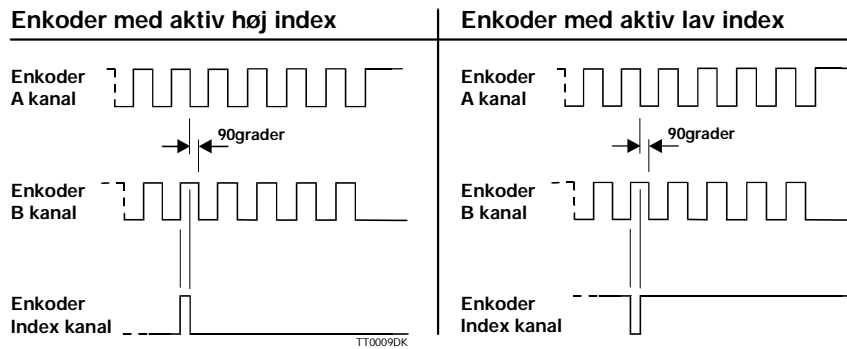 Enkoder med aktiv høj index
Enkoder
A kanal
90grader
Enkoder
B kanal
Enkoder
Index kanal
TT0009DK
Enkoder med aktiv lav index
Enkoder
A kanal
90grader
Enkoder
B kanal
Enkoder
Index kanal